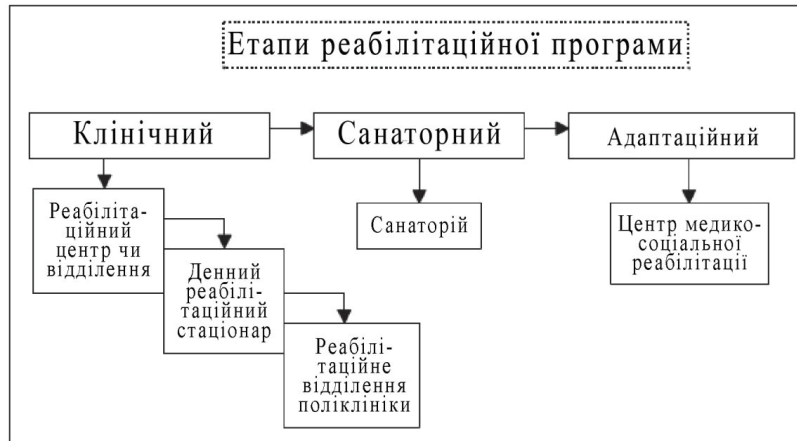 Етапи реабілітаційної програми
Клінічний
Санаторний
Адаптаційний
Реабіліта-
ційний
центр чи
відділення
Денний
реабілі-
таційний
стаціонар
Реабілі-
таційне
відділення
поліклініки
Санаторій
Центр медико-
соціальної
реабілітації